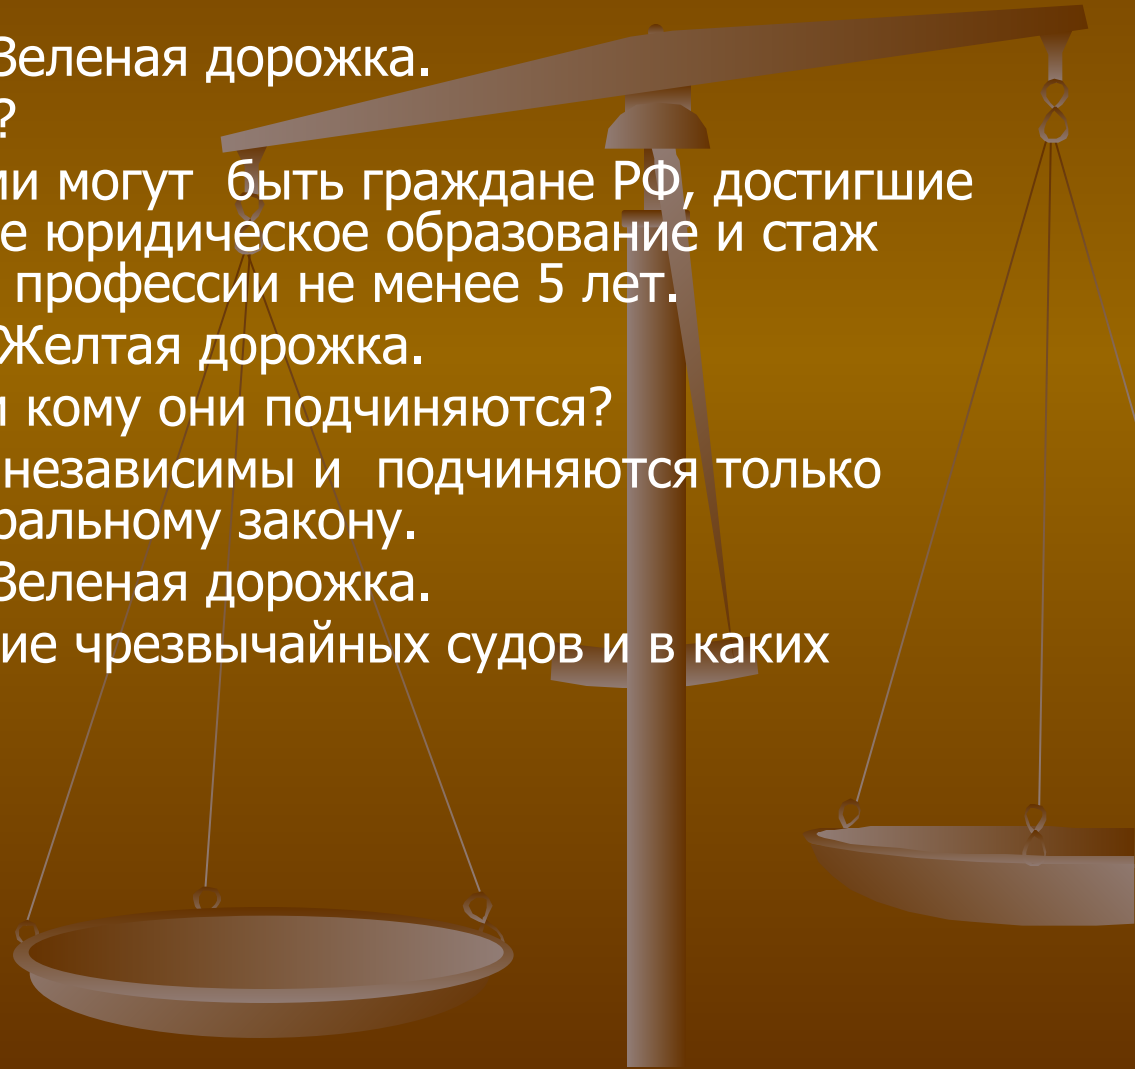 Зеленая дорожка.
?
ми могут быть граждане РФ, достигшие
е юридическое образование и стаж
профессии не менее 5 лет.
Желтая дорожка.
и кому они подчиняются?
независимы и подчиняются только
ральному закону.
Зеленая дорожка.
ие чрезвычайных судов и в каких